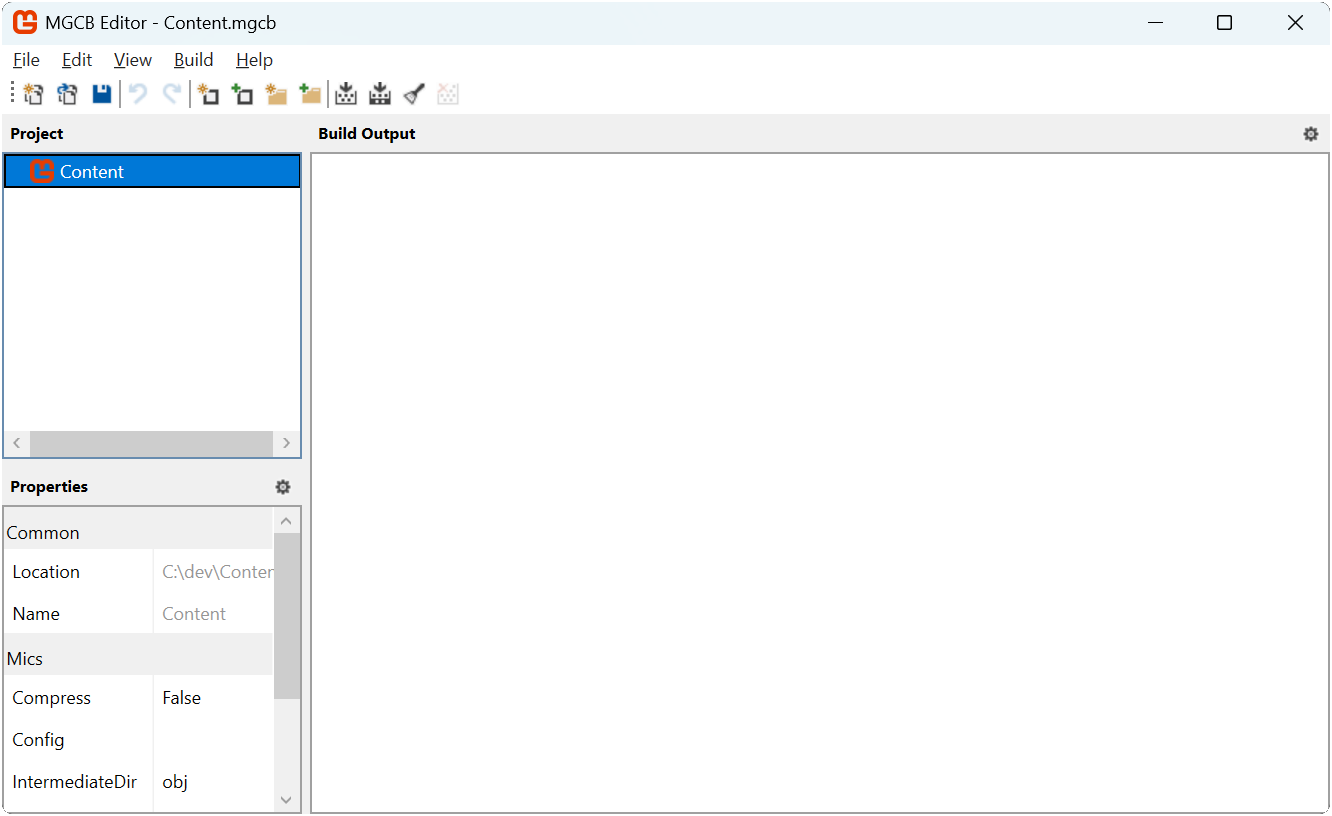 MGCB Editor - Content.mgcb
File Edit View Build Help
Project
Build Output
Content
Properties
Common
Location C:\dev\Conter
Name Content
Mics
Compress False
Config
IntermediateDir obj